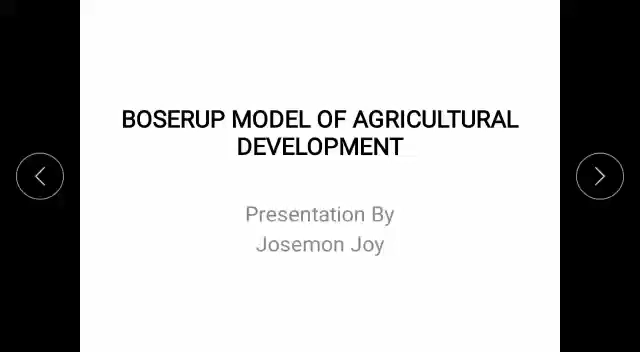 BOSERUP MODEL OF AGRICULTURAL
DEVELOPMENT
Presentation By
Josemon Joy